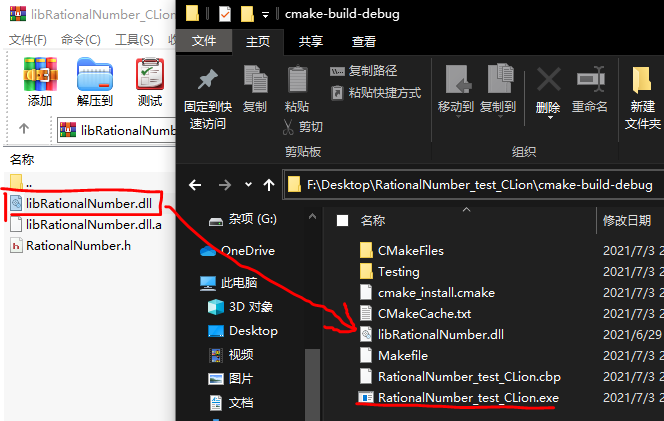 libRationalNumber_CLion
文件(F) 命令(C) 工具(S)
添加 解压到 测试
libRationalNumb
名称
..
libRationalNumber.dll
libRationalNumber.dll.a
RationalNumber.h
cmake-build-debug
文件 主页 共享 查看
固定到快速访问
复制
粘贴
复制路径
粘贴快捷方式
剪切
移动到 复制到 删除 重命名
新建
文件夹
剪贴板 组织
F:\Desktop\RationalNumber_test_CLion\cmake-build-debug
杂项 (G:)
OneDrive
此电脑
3D 对象
Desktop
视频
图片
文档
名称 修改日期
CMakeFiles 2021/7/3 2
Testing 2021/7/3 2
cmake_install.cmake 2021/7/3 2
CMakeCache.txt 2021/7/3 2
libRationalNumber.dll 2021/6/29
Makefile 2021/7/3 2
RationalNumber_test_CLion.cbp 2021/7/3 2
RationalNumber_test_CLion.exe 2021/7/3 2